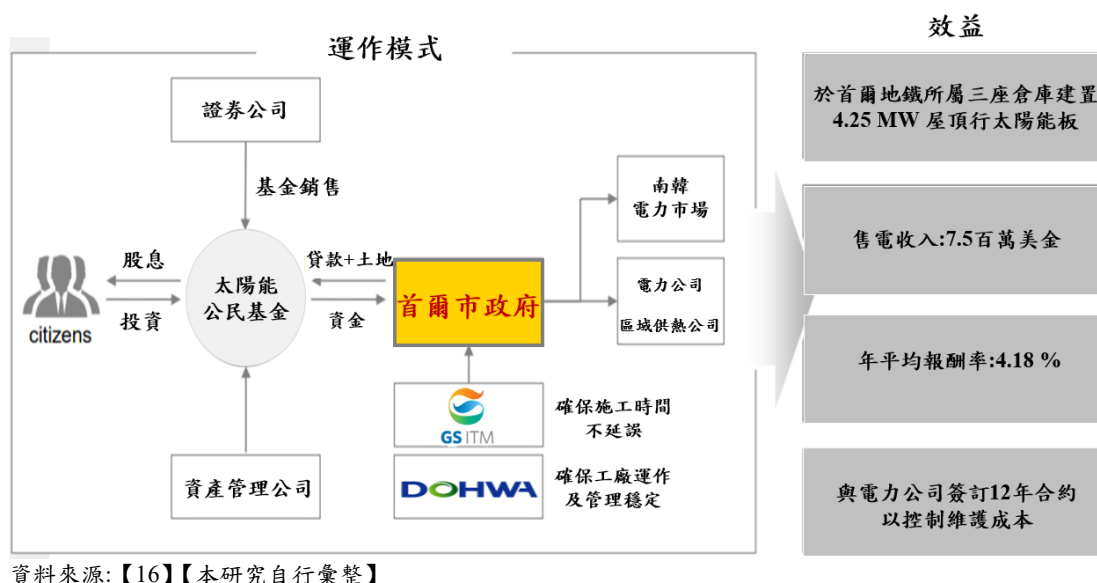 運作模式
證券公司
基金銷售
股息
投資
citizens
太陽能
公民基金
貸款+土地
資金
首爾市政府
南韓
電力市場
電力公司
區域供熱公司
GS ITM
確保施工時間
不延誤
DOHWA
確保工廠運作
及管理穩定
資產管理公司
效益
於首爾地鐵所屬三座倉庫建置
4.25 MW 屋頂行太陽能板
售電收入:7.5百萬美金
年平均報酬率:4.18 %
與電力公司簽訂12年合約
以控制維護成本
資料來源:【16】【本研究自行彙整】